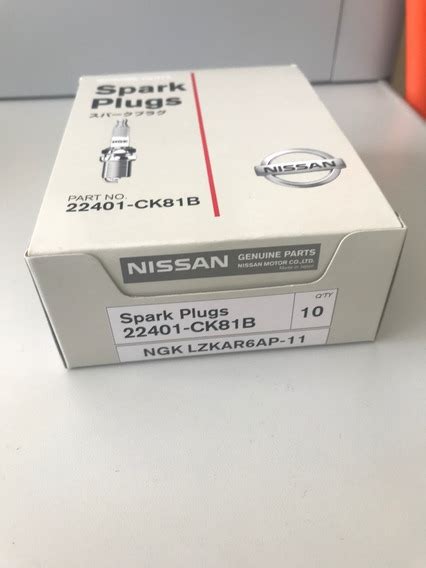 Spark
Plugs
スパークプラグ
NISSAN
PART NO.
22401-CK81B
NISSAN GENUINE PARTS
NISSAN MOTOR CO.,LTD.
Made in Japan
Spark Plugs
22401-CK81B
Q'TY
10
NGK LZKAR6AP-11